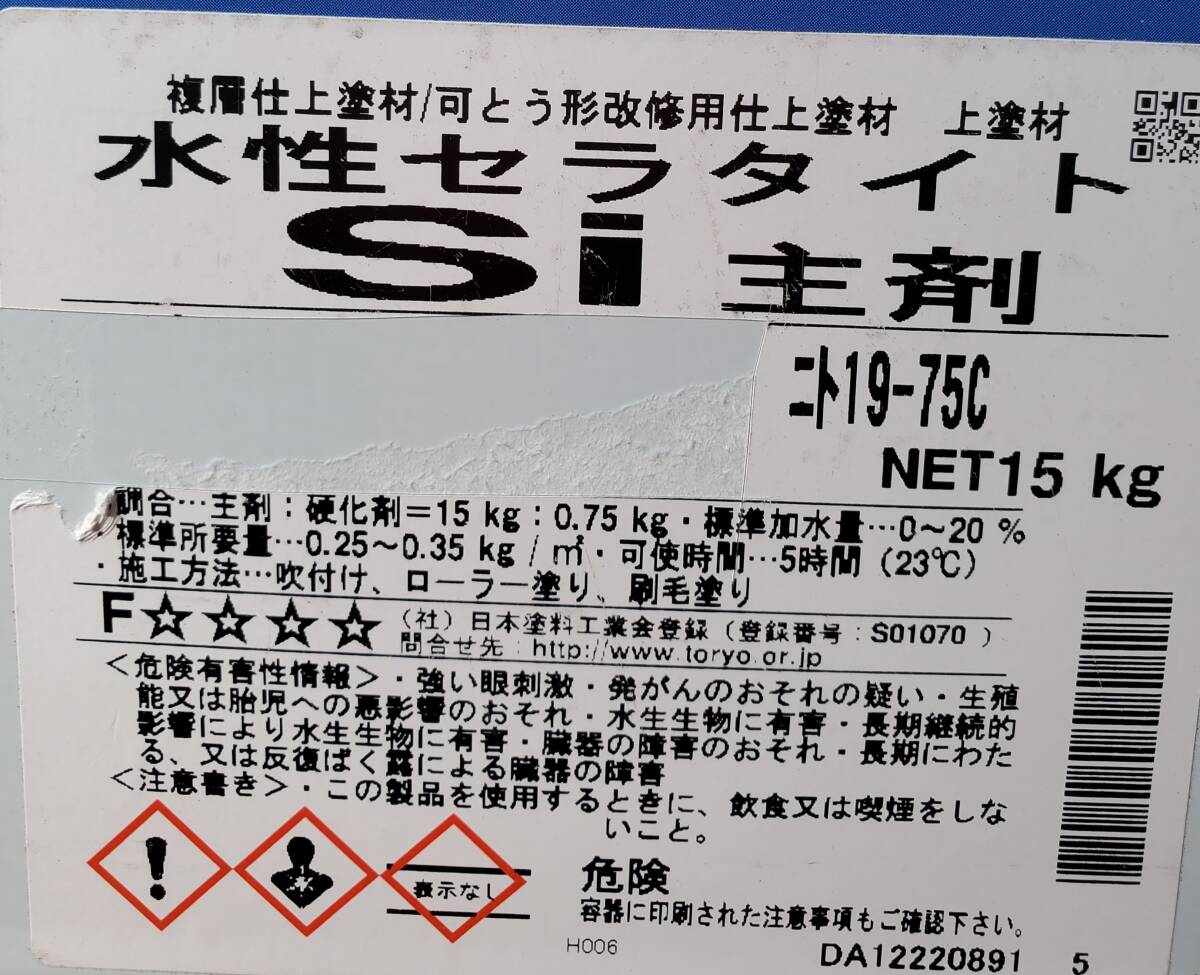 複層仕上塗材/可とう形改修用仕上塗材 上塗材
水性セラタイト
Si 主剤
ニト19-75C
NET15 kg
調合…主剤：硬化剤＝15 kg：0.75 kg・標準加水量…0～20 %
標準所要量…0.25～0.35 kg / ㎡・可使時間…5時間（23℃）
・施工方法…吹付け、ローラー塗り、刷毛塗り
F☆☆☆☆ （社）日本塗料工業会登録（登録番号：S01070 ）
問合せ先：http://www.toryo.or.jp
＜危険有害性情報＞・強い眼刺激・発がんのおそれの疑い・生殖
能又は胎児への悪影響のおそれ・水生生物に有害・長期継続的
影響により水生生物に有害・臓器の障害のおそれ・長期にわた
る、又は反復ばく露による臓器の障害
＜注意書き＞・この製品を使用するときに、飲食又は喫煙をしな
いこと。
表示なし
危険
容器に印刷された注意事項もご確認下さい。
H006
DA12220891 5